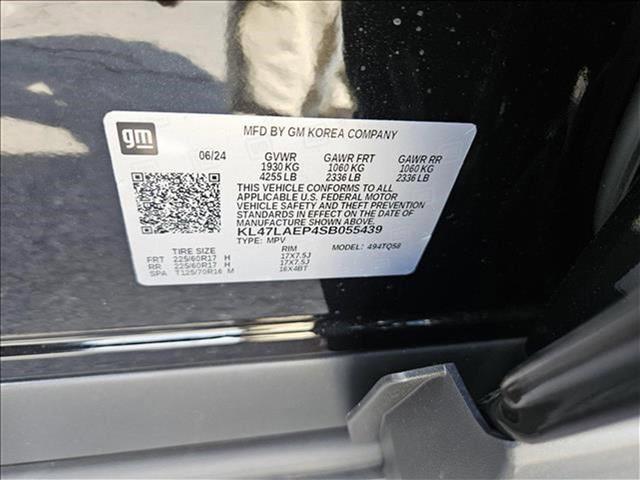 gm
MFD BY GM KOREA COMPANY
06/24 GVWR GAWR FRT GAWR RR
1930 KG 1060 KG 1060 KG
4255 LB 2336 LB 2336 LB
THIS VEHICLE CONFORMS TO ALL
APPLICABLE U.S. FEDERAL MOTOR
VEHICLE SAFETY AND THEFT PREVENTION
STANDARDS IN EFFECT ON THE DATE OF
MANUFACTURE SHOWN ABOVE.
KL47LAEP4SB055439
TYPE: MPV MODEL: 494TQ58
TIRE SIZE RIM
FRT 225/60R17 H 17X7.5J
RR 225/60R17 H 17X7.5J
SPA T125/70R16 M 16X4BT